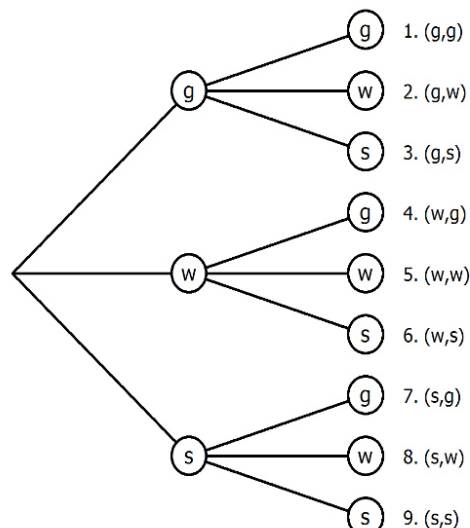 g 1. (g,g)
g w 2. (g,w)
s 3. (g,s)
g 4. (w,g)
w w 5. (w,w)
s 6. (w,s)
g 7. (s,g)
s w 8. (s,w)
s 9. (s,s)